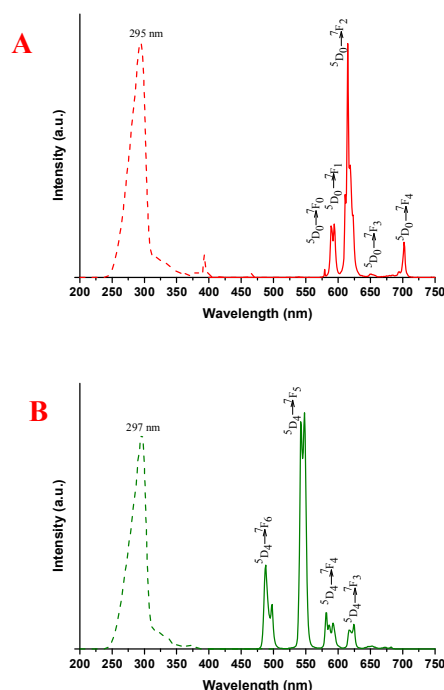 A
295 nm
⁵D₀→⁷F₀
⁵D₀→⁷F₁
⁵D₀→⁷F₂
⁵D₀→⁷F₃
⁵D₀→⁷F₄
Intensity (a.u.)
200 250 300 350 400 450 500 550 600 650 700 750
Wavelength (nm)
B
297 nm
⁵D₄→⁷F₆
⁵D₄→⁷F₅
⁵D₄→⁷F₄
⁵D₄→⁷F₃
Intensity (a.u.)
200 250 300 350 400 450 500 550 600 650 700 750
Wavelength (nm)